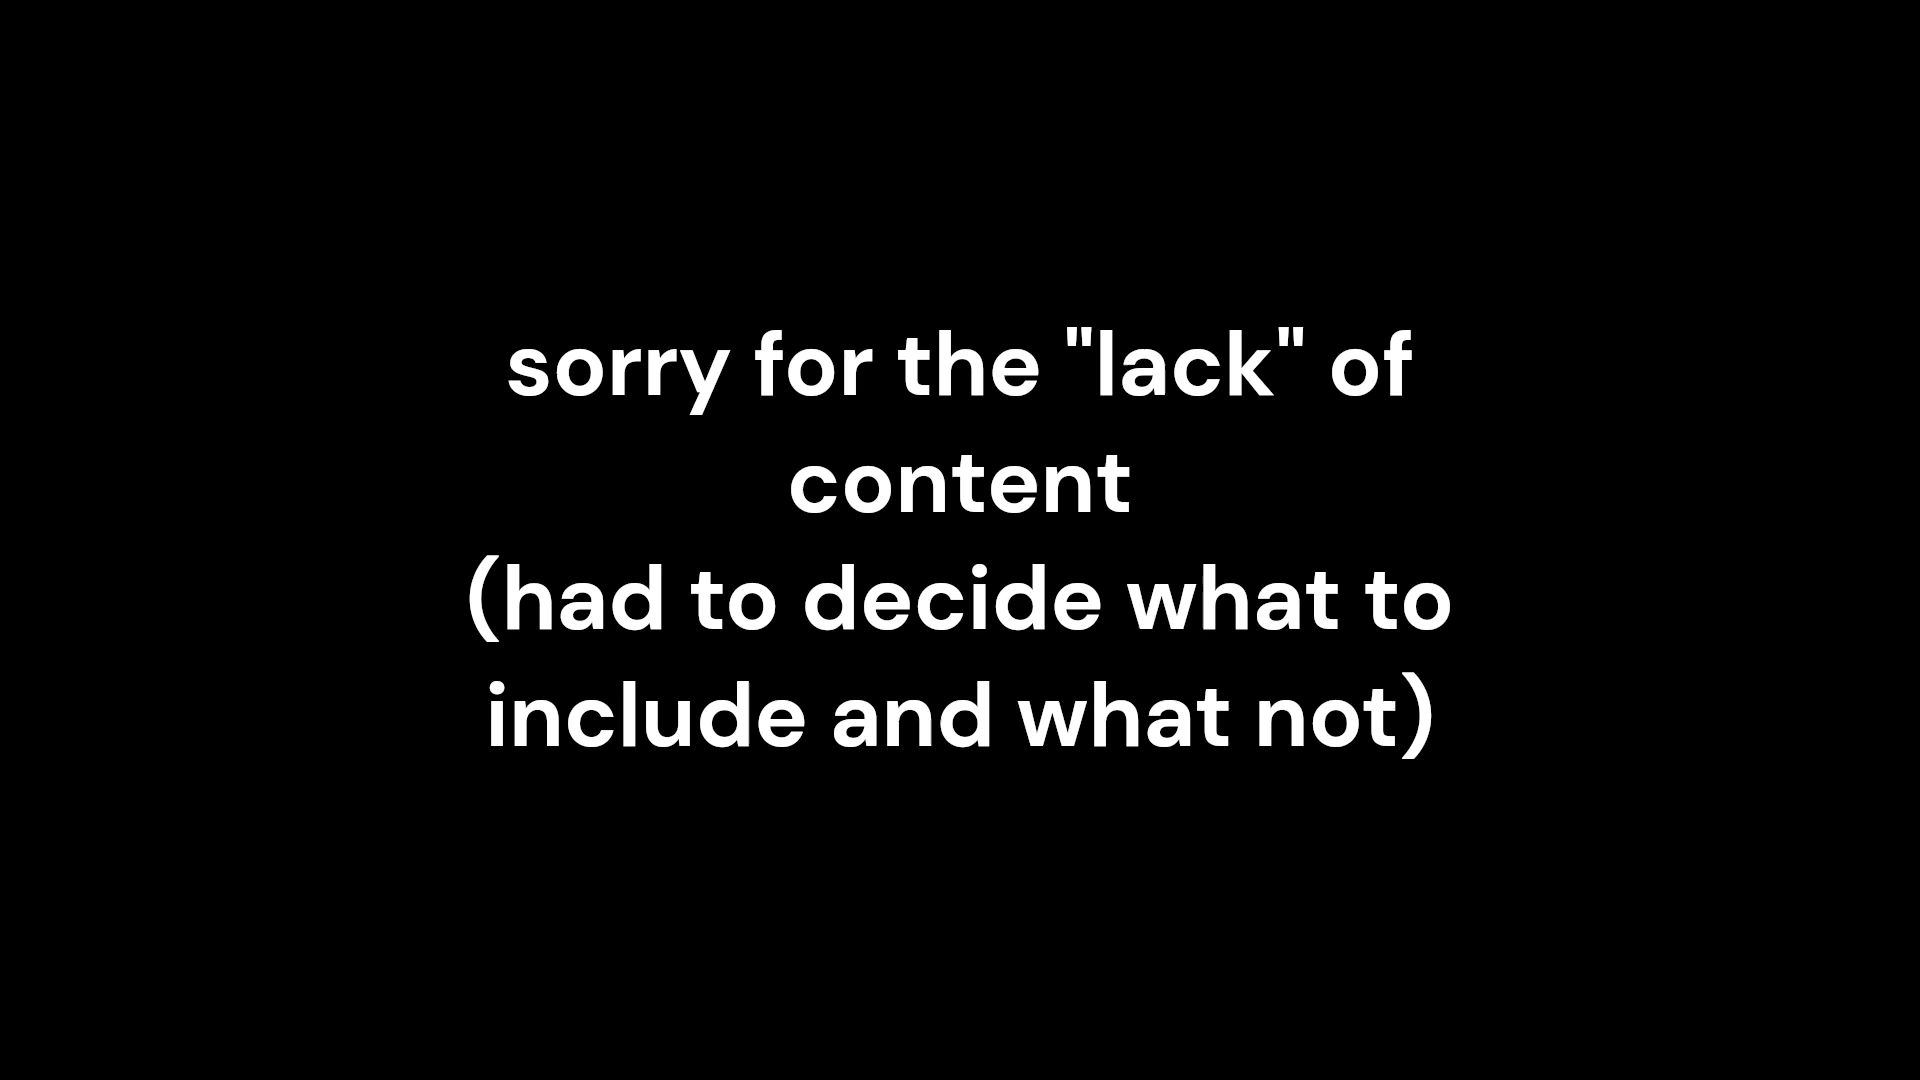 sorry for the "lack" of
content
(had to decide what to
include and what not)